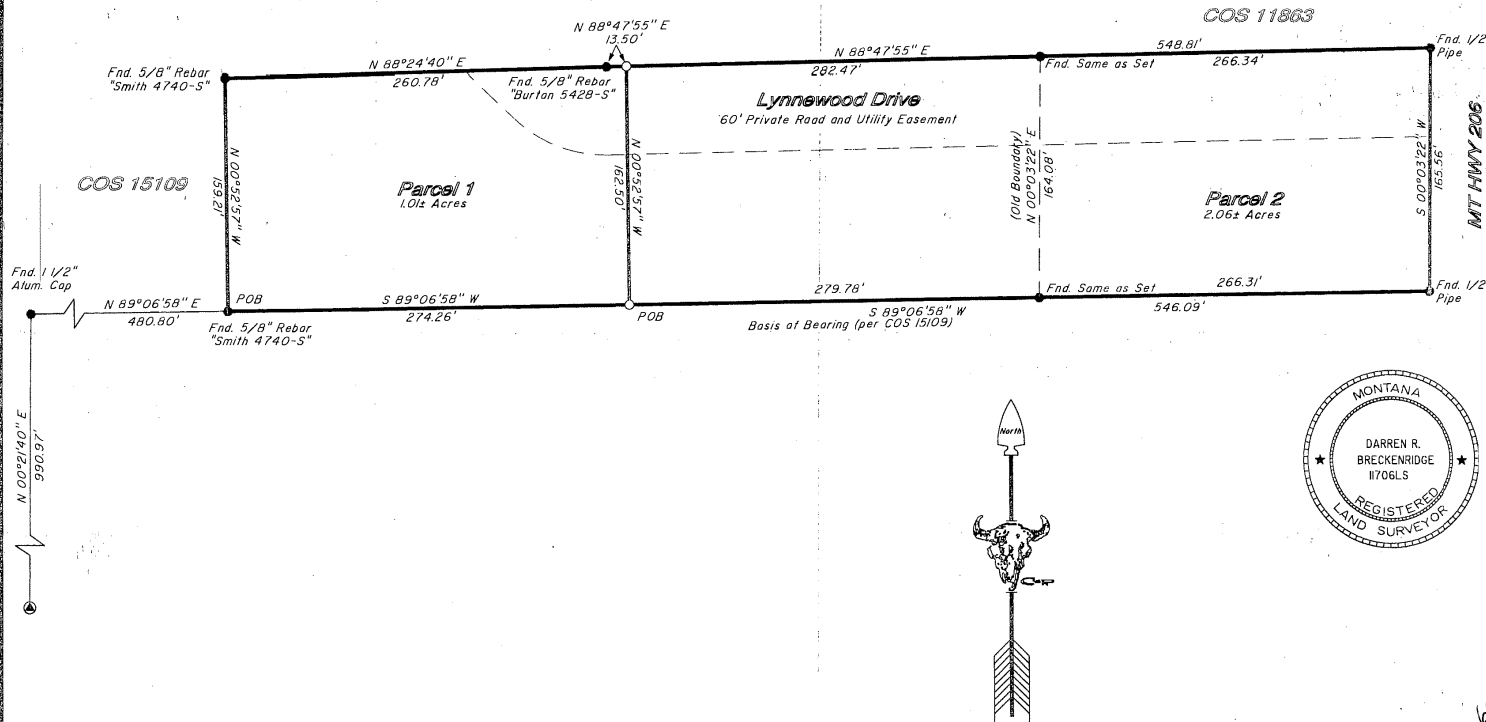 COS 11863
N 88°47'55" E
13.50'
N 88°24'40" E
260.78'
N 88°47'55" E
282.47'
548.81'
266.34'
Fnd. 1/2
Pipe
Fnd. 5/8" Rebar
"Smith 4740-S"
Fnd. 5/8" Rebar
"Burton 5428-S"
Fnd. Same as Set
Lynnewood Drive
60' Private Road and Utility Easement
COS 15109
N 00°52'57" W
159.21'
Parcel 1
1.01± Acres
N 00°52'57" W
162.50'
(Old Boundary)
N 00°03'22" E
164.08'
Parcel 2
2.06± Acres
S 00°03'22" W
165.56'
MT HWY 206
Fnd. 1 1/2"
Alum. Cap
N 89°06'58" E
480.80'
POB
Fnd. 5/8" Rebar
"Smith 4740-S"
S 89°06'58" W
274.26'
POB
279.78'
S 89°06'58" W
Basis of Bearing (per COS 15109)
Fnd. Same as Set
266.31'
546.09'
Fnd. 1/2
Pipe
N 00°21'40" E
990.97'
North
MONTANA
DARREN R.
BRECKENRIDGE
11706LS
REGISTERED
LAND SURVEYOR